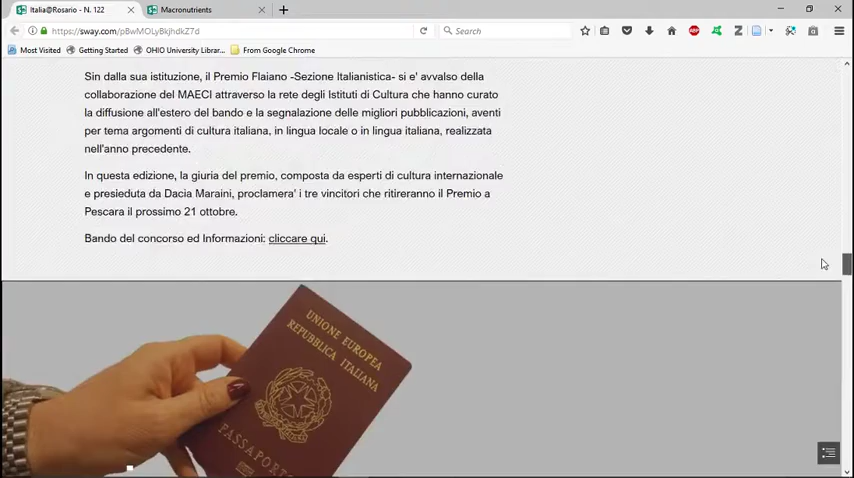 Italia@Rosario - N. 122
Macronutrients
https://sway.com/p8wMOLyBkjhdkZ7d
Search
ABP
Most Visited
Getting Started
OHIO University Librar...
From Google Chrome
Sin dalla sua istituzione, il Premio Flaiano -Sezione Italianistica- si e' avvalso della
collaborazione del MAECI attraverso la rete degli Istituti di Cultura che hanno curato
la diffusione all'estero del bando e la segnalazione delle migliori pubblicazioni, aventi
per tema argomenti di cultura italiana, in lingua locale o in lingua italiana, realizzata
nell'anno precedente.
In questa edizione, la giuria del premio, composta da esperti di cultura internazionale
e presieduta da Dacia Maraini, proclamera' i tre vincitori che ritireranno il Premio a
Pescara il prossimo 21 ottobre.
Bando del concorso ed Informazioni: cliccare qui.
UNIONE EUROPEA
REPUBBLICA ITALIANA